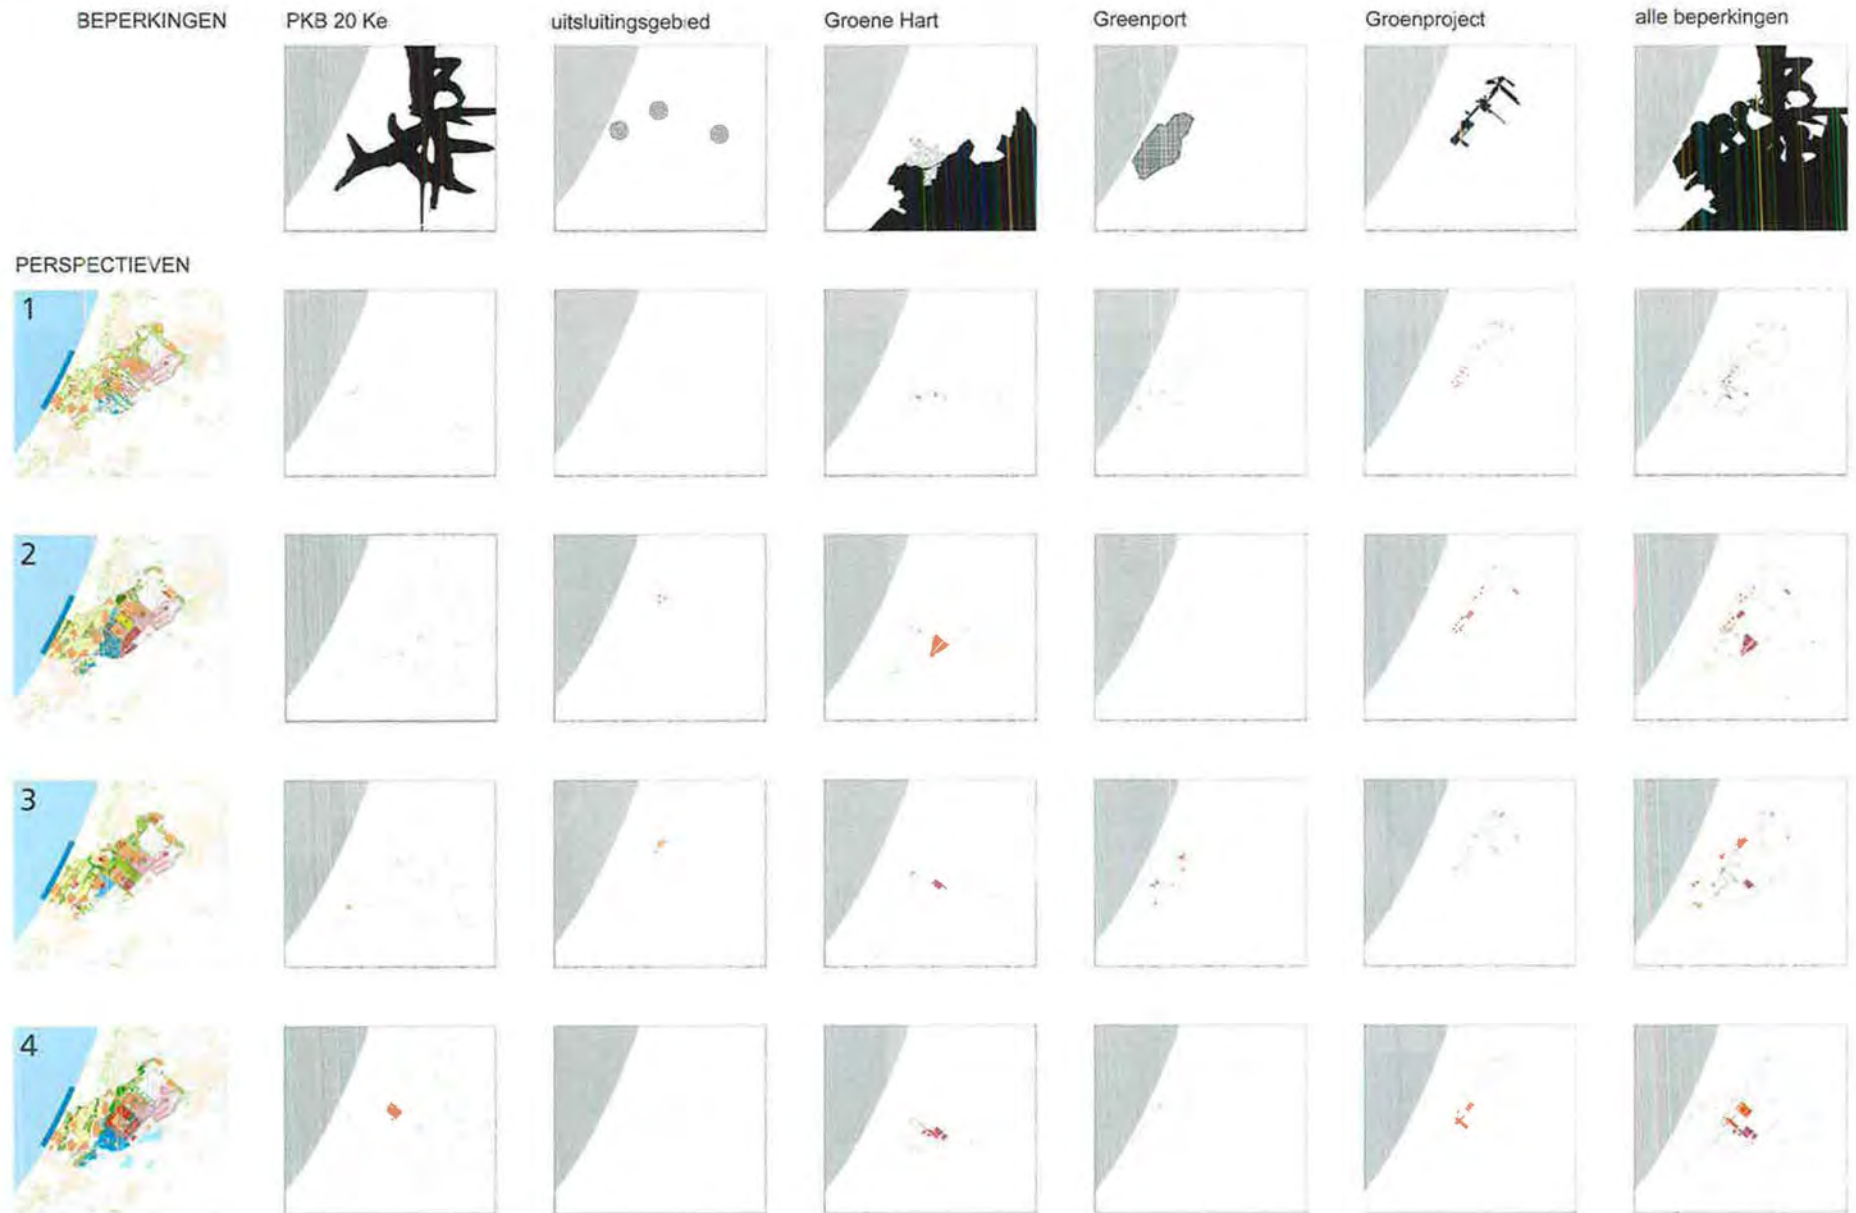 BEPERKINGEN
PKB 20 Ke
uitsluitingsgebied
Groene Hart
Greenport
Groenproject
alle beperkingen
PERSPECTIEVEN
1
2
3
4